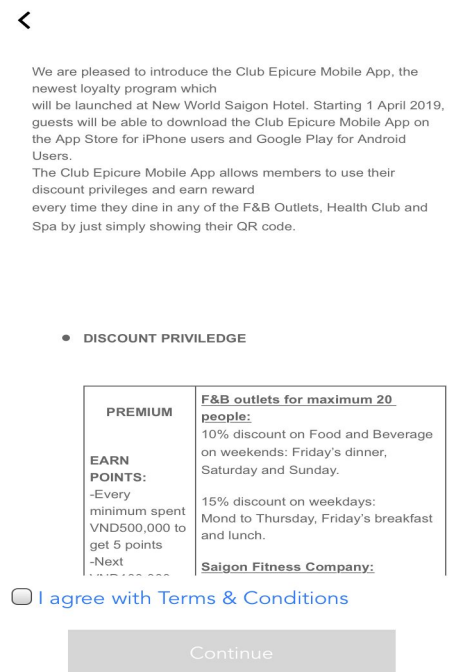 We are pleased to introduce the Club Epicure Mobile App, the
newest loyalty program which
will be launched at New World Saigon Hotel. Starting 1 April 2019,
guests will be able to download the Club Epicure Mobile App on
the App Store for iPhone users and Google Play for Android
Users.
The Club Epicure Mobile App allows members to use their
discount privileges and earn reward
every time they dine in any of the F&B Outlets, Health Club and
Spa by just simply showing their QR code.
• DISCOUNT PRIVILEDGE
PREMIUM
EARN
POINTS:
-Every
minimum spent
VND500,000 to
get 5 points
-Next
F&B outlets for maximum 20
people:
10% discount on Food and Beverage
on weekends: Friday's dinner,
Saturday and Sunday.
15% discount on weekdays:
Mond to Thursday, Friday's breakfast
and lunch.
Saigon Fitness Company:
I agree with Terms & Conditions
Continue